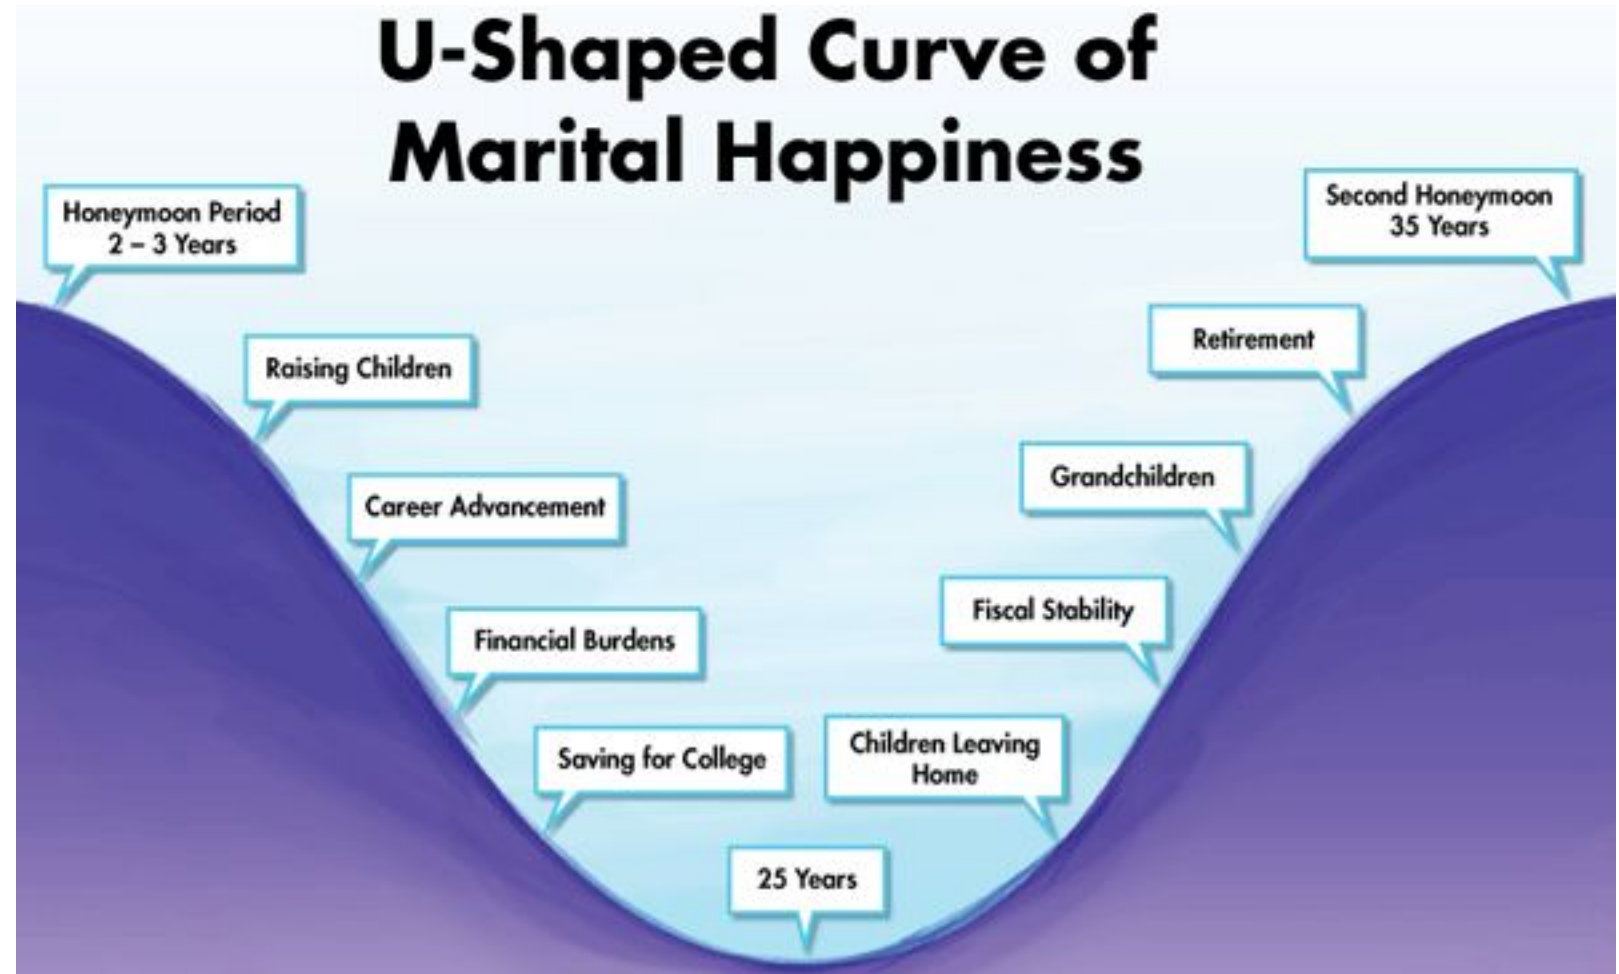 U-Shaped Curve of
Marital Happiness
Honeymoon Period
2 – 3 Years
Raising Children
Career Advancement
Financial Burdens
Saving for College
25 Years
Children Leaving
Home
Fiscal Stability
Grandchildren
Retirement
Second Honeymoon
35 Years